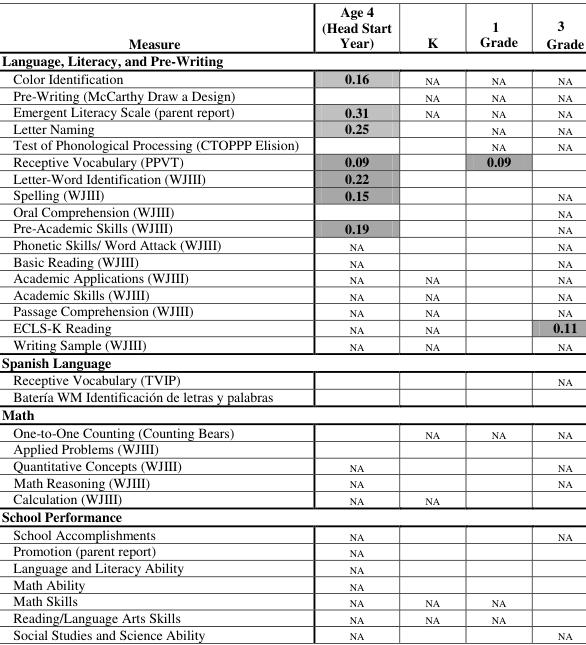 Measure Age 4 (Head Start Year) K 1 Grade 3 Grade
Language, Literacy, and Pre-Writing
Color Identification 0.16 NA NA NA
Pre-Writing (McCarthy Draw a Design) NA NA NA
Emergent Literacy Scale (parent report) 0.31 NA NA NA
Letter Naming 0.25 NA NA
Test of Phonological Processing (CTOPPP Elision) NA NA
Receptive Vocabulary (PPVT) 0.09 0.09
Letter-Word Identification (WJIII) 0.22
Spelling (WJIII) 0.15 NA
Oral Comprehension (WJIII) NA
Pre-Academic Skills (WJIII) 0.19 NA
Phonetic Skills/ Word Attack (WJIII) NA NA
Basic Reading (WJIII) NA NA
Academic Applications (WJIII) NA NA NA
Academic Skills (WJIII) NA NA NA
Passage Comprehension (WJIII) NA NA NA
ECLS-K Reading NA NA 0.11
Writing Sample (WJIII) NA NA NA
Spanish Language
Receptive Vocabulary (TVIP) NA
Batería WM Identificación de letras y palabras
Math
One-to-One Counting (Counting Bears) NA NA NA
Applied Problems (WJIII)
Quantitative Concepts (WJIII) NA NA
Math Reasoning (WJIII) NA NA
Calculation (WJIII) NA NA
School Performance
School Accomplishments NA NA
Promotion (parent report) NA
Language and Literacy Ability NA
Math Ability NA
Math Skills NA NA NA
Reading/Language Arts Skills NA NA NA
Social Studies and Science Ability NA NA